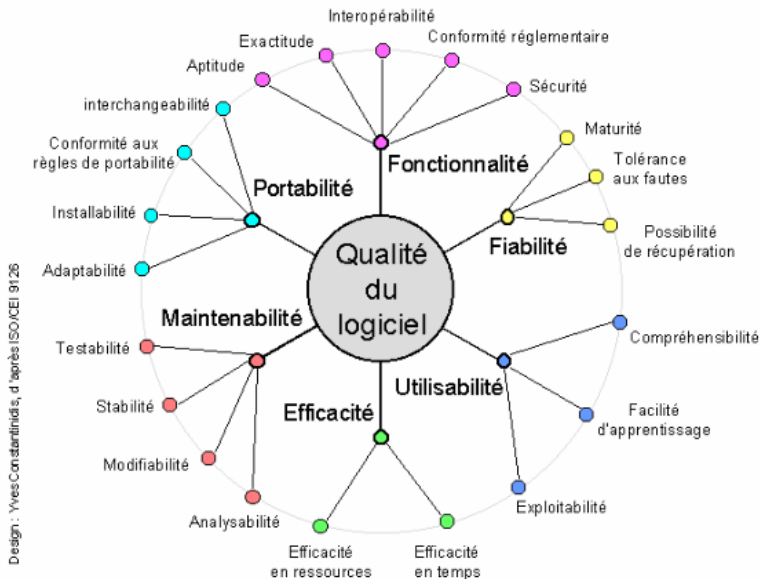 Interopérabilité
Exactitude
Conformité réglementaire
Aptitude
Sécurité
interchangeabilité
Maturité
Conformité aux
règles de portabilité
Fonctionnalité
Tolérance
aux fautes
Portabilité
Installabilité
Fiabilité
Possibilité
de récupération
Qualité
du
logiciel
Adaptabilité
Maintenabilité
Compréhensibilité
Testabilité
Utilisabilité
Efficacité
Stabilité
Facilité
d'apprentissage
Modifiabilité
Analysabilité
Exploitabilité
Efficacité
en ressources
Efficacité
en temps
Design : Yves Constantinidis, d'après ISO/CEI 9126